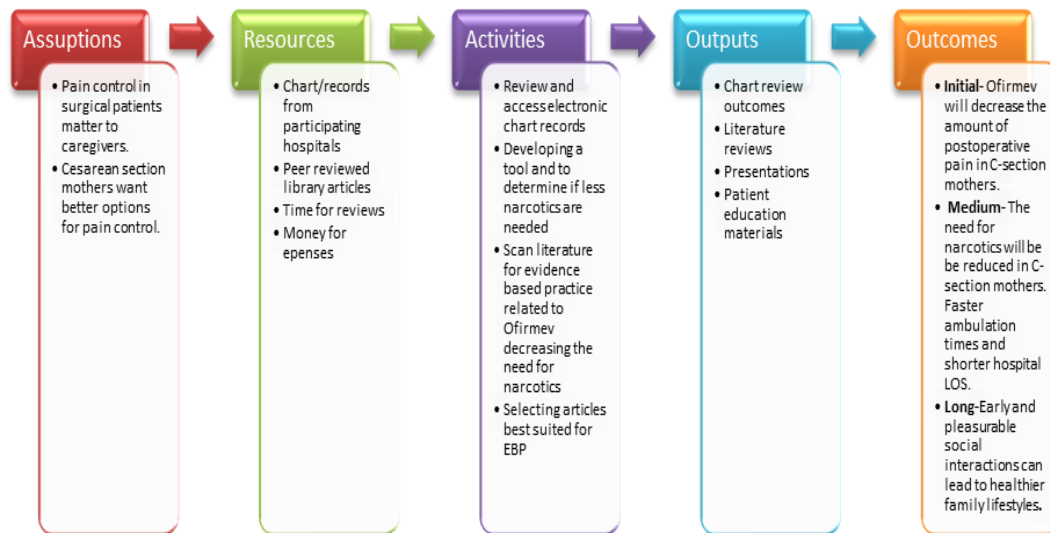 Assuptions
• Pain control in
surgical patients
matter to
caregivers.
• Cesarean section
mothers want
better options
for pain control.
Resources
• Chart/records
from
participating
hospitals
• Peer reviewed
library articles
• Time for reviews
• Money for
epenses
Activities
• Review and
access electronic
chart records
• Developing a
tool and to
determine if less
narcotics are
needed
• Scan literature
for evidence
based practice
related to
Ofirmev
decreasing the
need for
narcotics
• Selecting articles
best suited for
EBP
Outputs
• Chart review
outcomes
• Literature
reviews
• Presentations
• Patient
education
materials
Outcomes
• Initial- Ofirmev
will decrease the
amount of
postoperative
pain in C-section
mothers.
• Medium- The
need for
narcotics will be
be reduced in C-
section mothers.
Faster
ambulation
times and
shorter hospital
LOS.
• Long-Early and
pleasurable
social
interactions can
lead to healthier
family lifestyles.